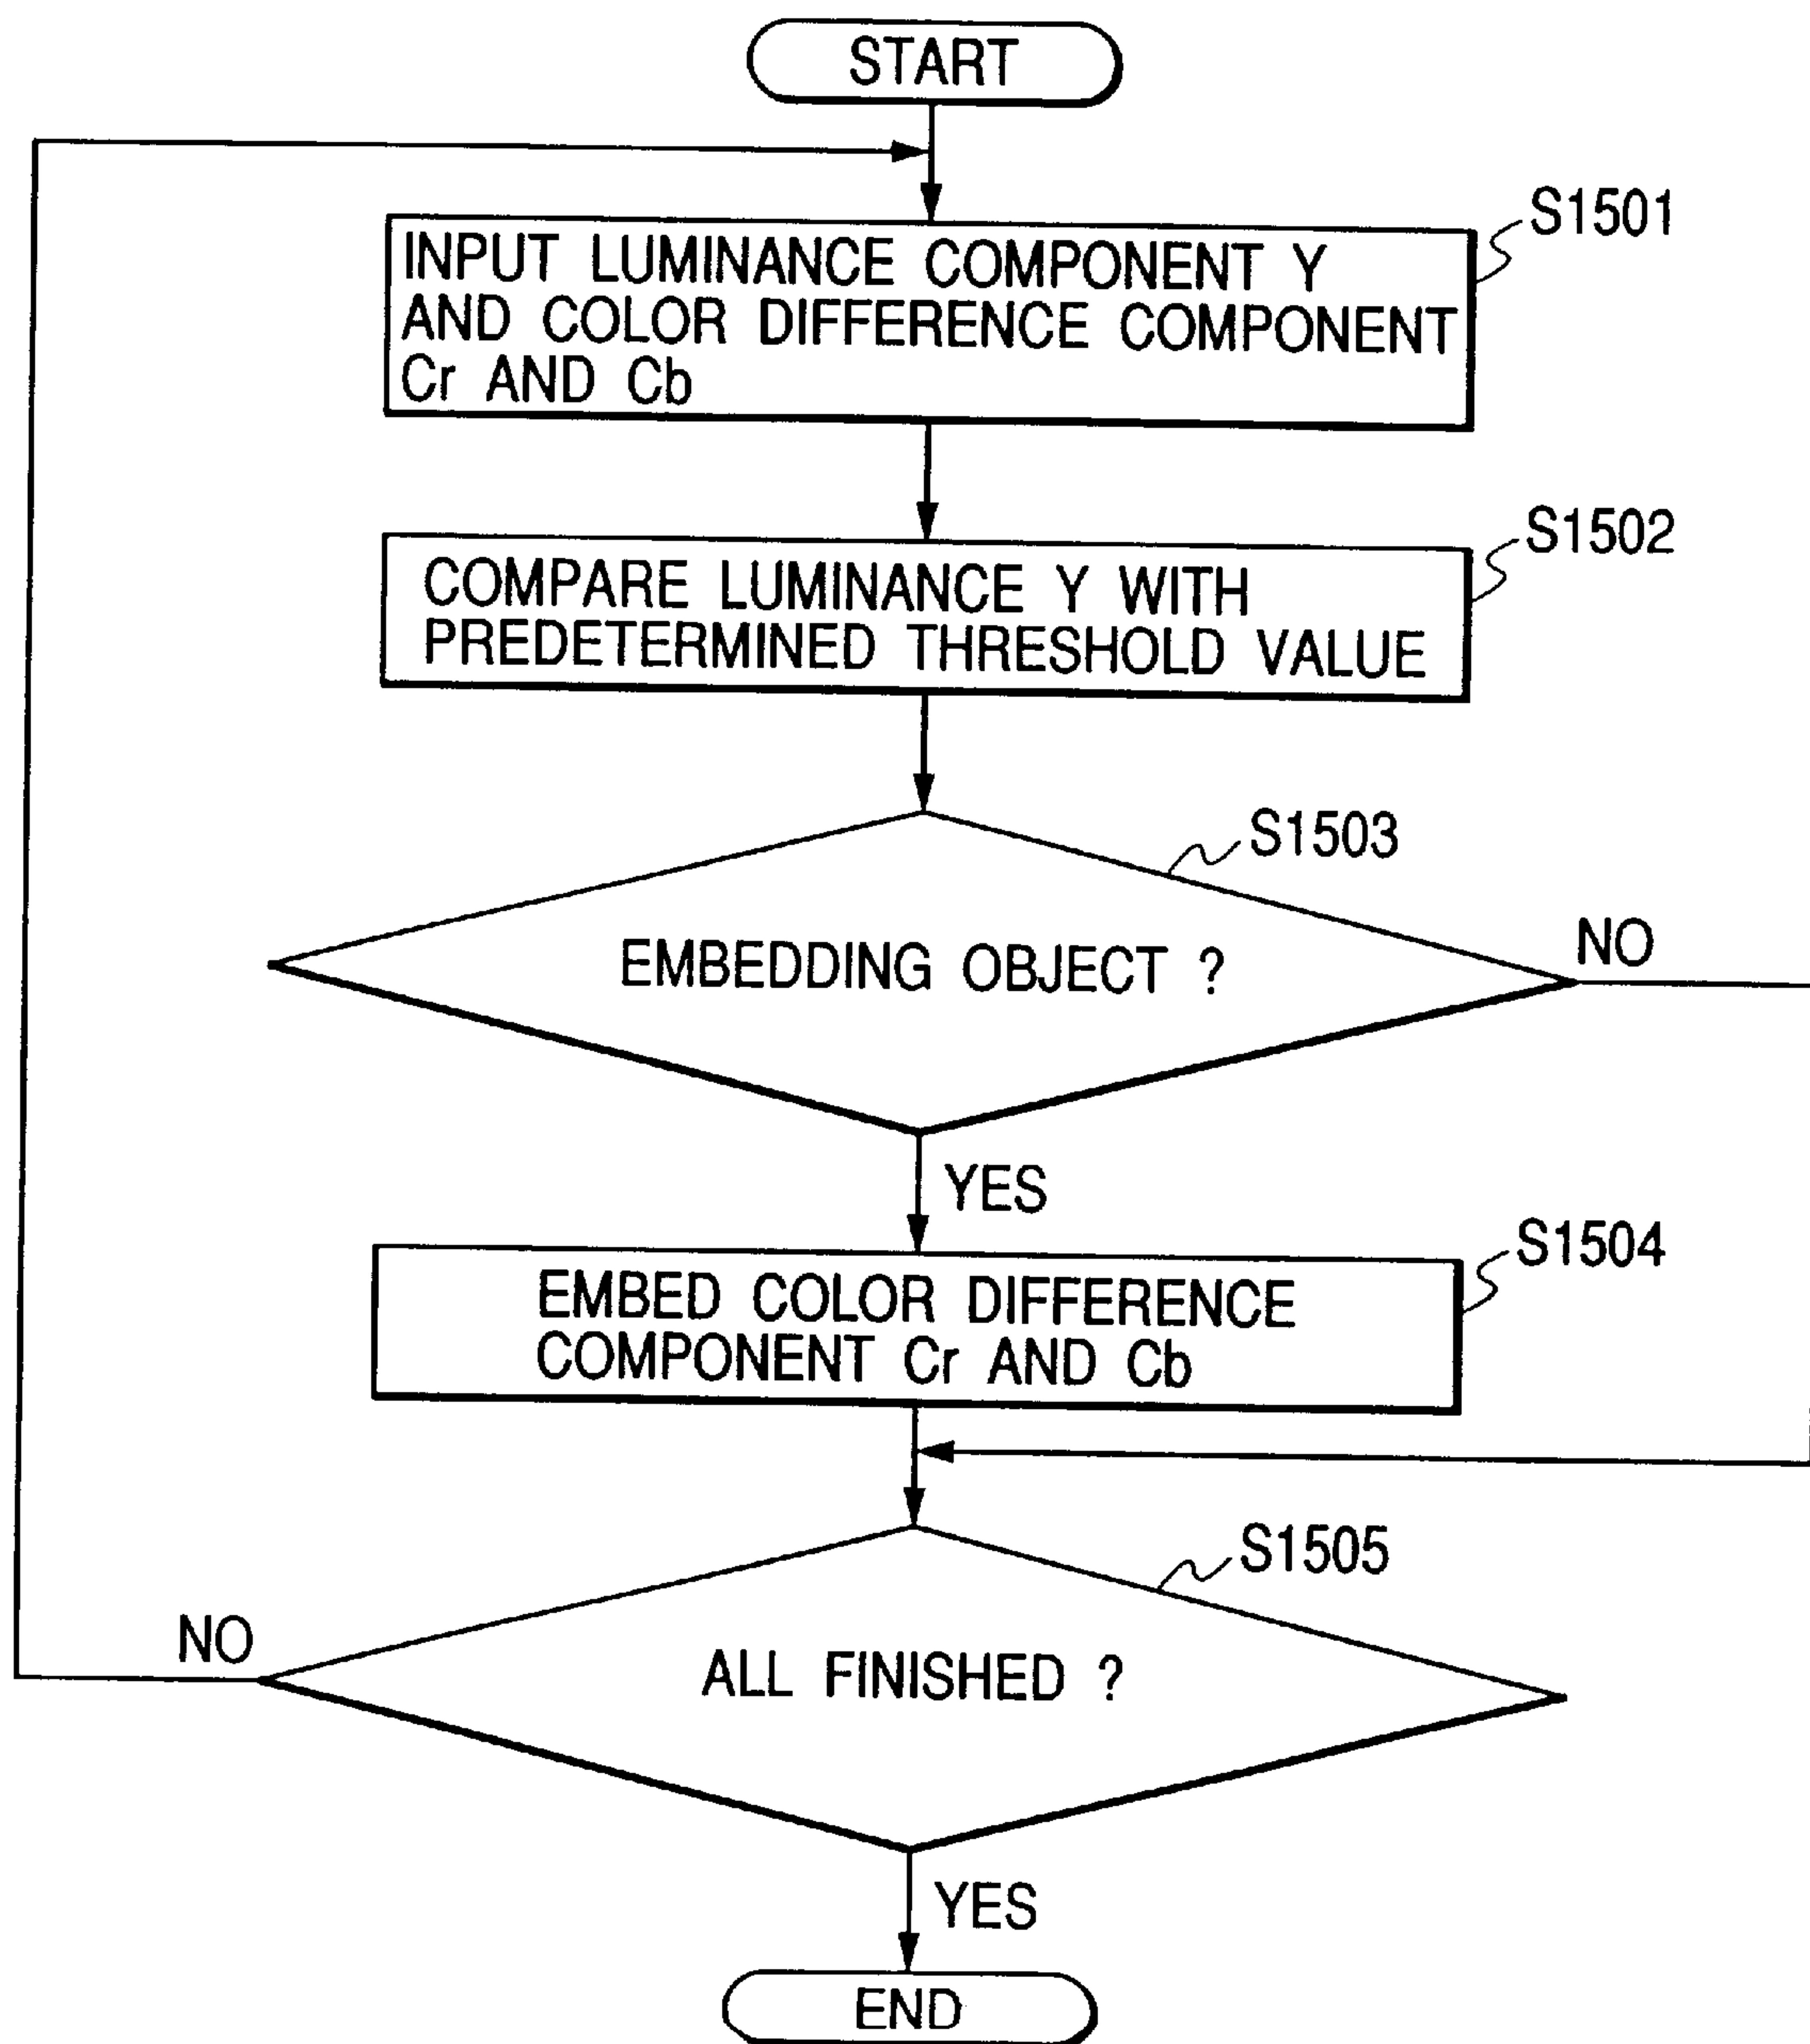 START
S1501
INPUT LUMINANCE COMPONENT Y
AND COLOR DIFFERENCE COMPONENT
Cr AND Cb
S1502
COMPARE LUMINANCE Y WITH
PREDETERMINED THRESHOLD VALUE
S1503
EMBEDDING OBJECT ?
NO
YES
S1504
EMBED COLOR DIFFERENCE
COMPONENT Cr AND Cb
S1505
NO
ALL FINISHED ?
YES
END